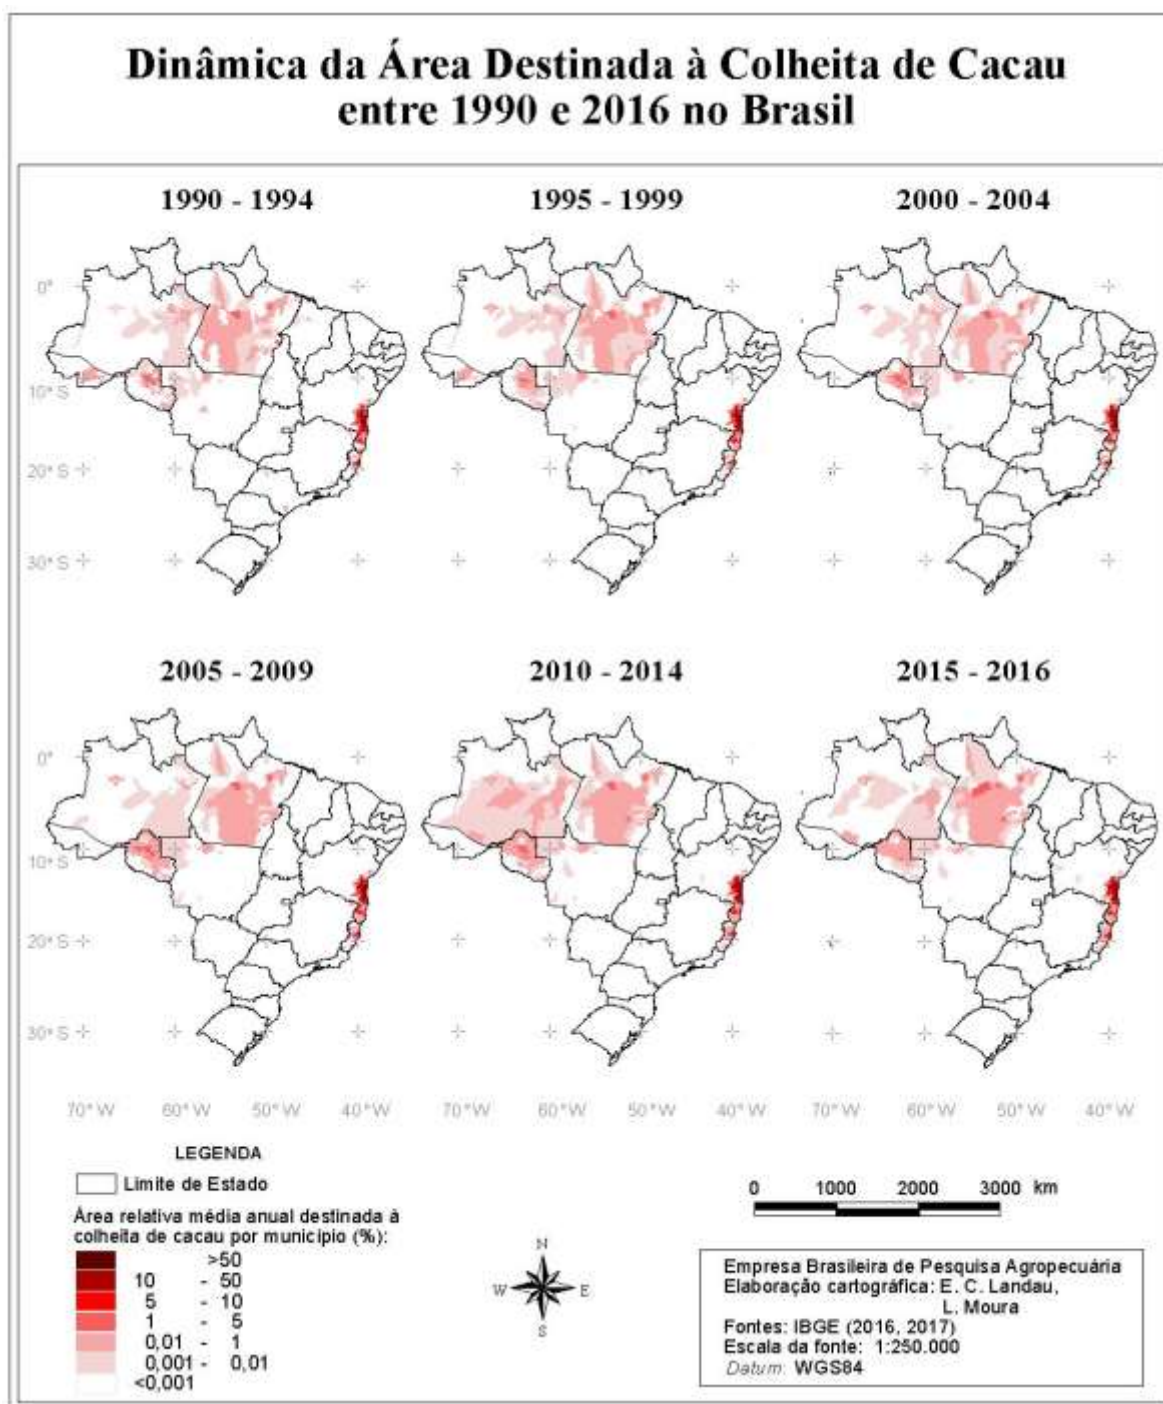 Dinâmica da Área Destinada à Colheita de Cacau
entre 1990 e 2016 no Brasil
1990 - 1994
1995 - 1999
2000 - 2004
0°
10° S
20° S
30° S
2005 - 2009
2010 - 2014
2015 - 2016
0°
10° S
20° S
30° S
70° W 60° W 50° W 40° W 70° W 60° W 50° W 40° W 70° W 60° W 50° W 40° W
LEGENDA
Limite de Estado
Área relativa média anual destinada à
colheita de cacau por município (%):
>50
10 - 50
5 - 10
1 - 5
0,01 - 1
0,001 - 0,01
<0,001
N
W E
S
0 1000 2000 3000 km
Empresa Brasileira de Pesquisa Agropecuária
Elaboração cartográfica: E. C. Landau,
L. Moura
Fontes: IBGE (2016, 2017)
Escala da fonte: 1:250.000
Datum: WGS84